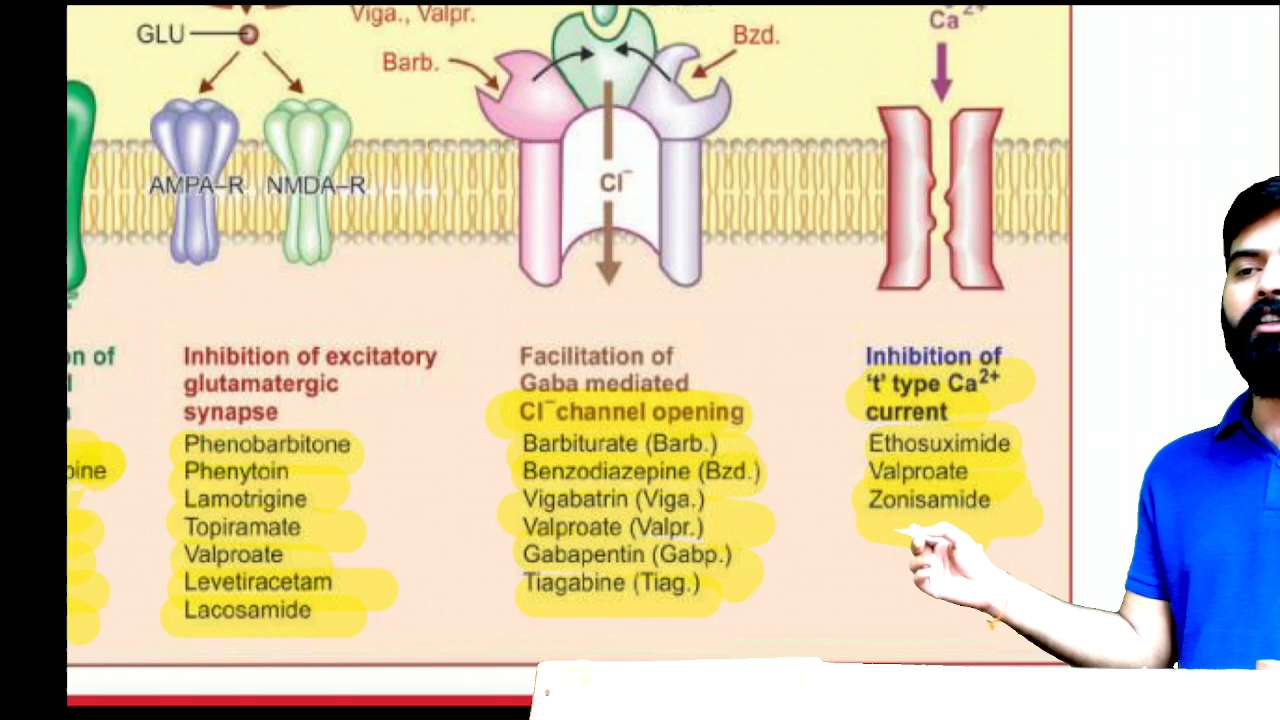 Viga., Valpr.
GLU
Barb.
Bzd.
Ca2+
AMPA–R
NMDA–R
Cl–
on of
Inhibition of excitatory
glutamatergic
synapse
Phenobarbitone
Phenytoin
Lamotrigine
Topiramate
Valproate
Levetiracetam
Lacosamide
Facilitation of
Gaba mediated
Cl– channel opening
Barbiturate (Barb.)
Benzodiazepine (Bzd.)
Vigabatrin (Viga.)
Valproate (Valpr.)
Gabapentin (Gabp.)
Tiagabine (Tiag.)
Inhibition of
't' type Ca2+
current
Ethosuximide
Valproate
Zonisamide